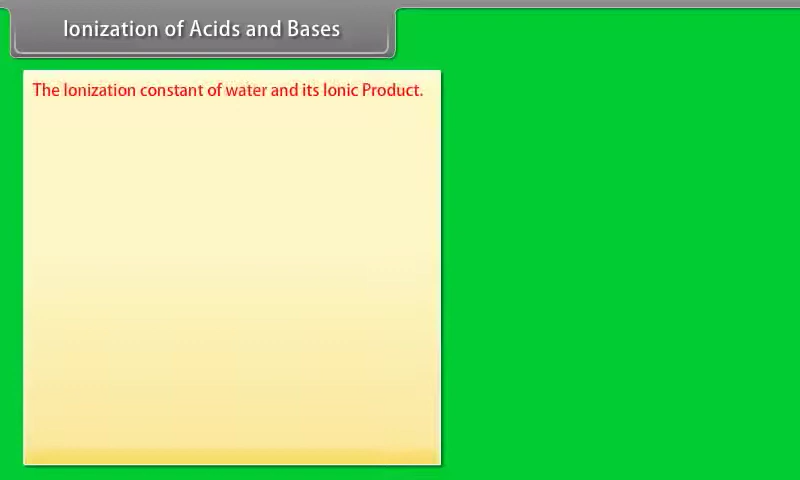 Ionization of Acids and Bases
The Ionization constant of water and its Ionic Product.